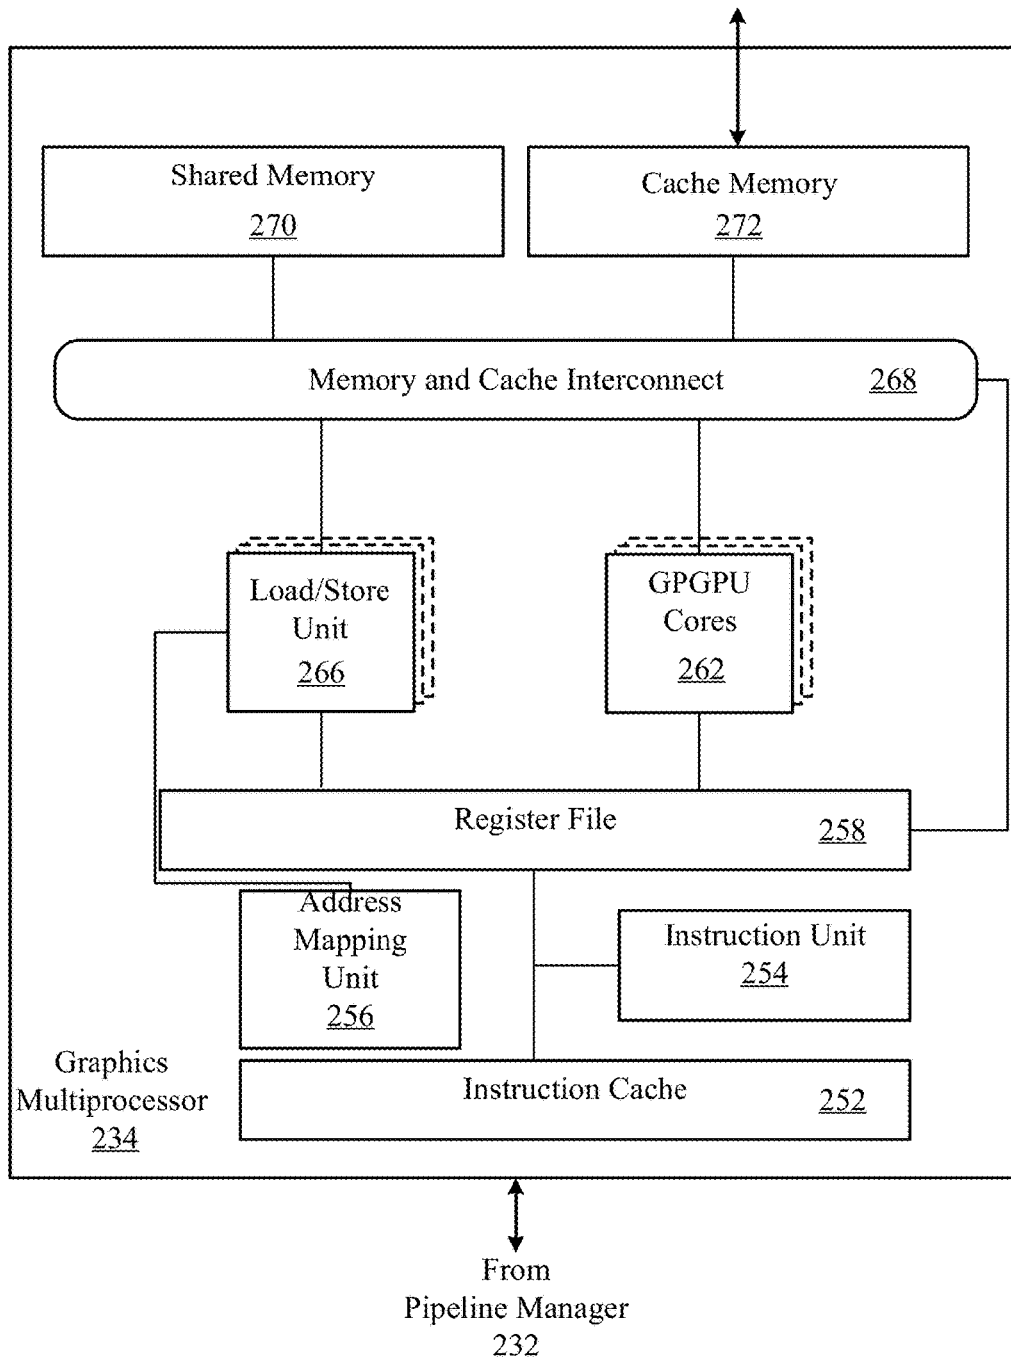 Shared Memory
270
Cache Memory
272
Memory and Cache Interconnect 268
Load/Store
Unit
266
GPGPU
Cores
262
Register File 258
Address
Mapping
Unit
256
Instruction Unit
254
Graphics
Multiprocessor
234
Instruction Cache 252
From
Pipeline Manager
232